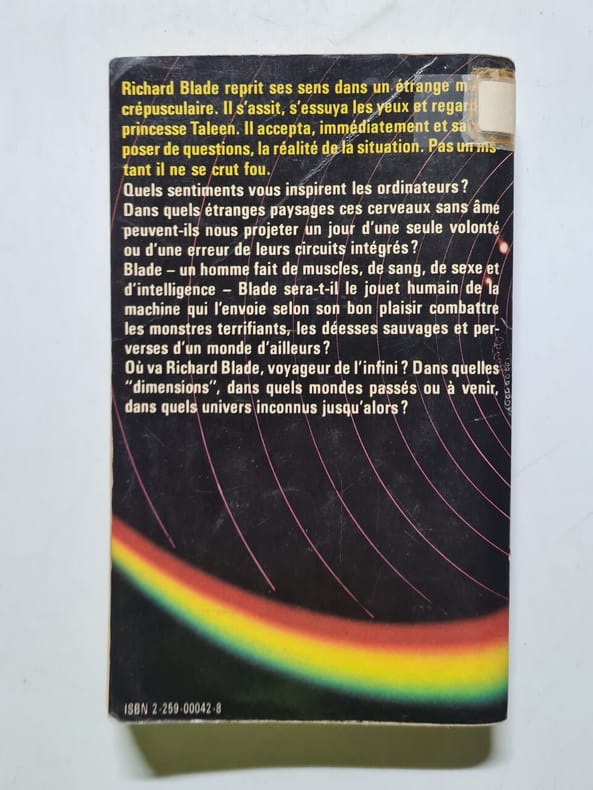 Richard Blade reprit ses sens dans un étrange
crépusculaire. Il s'assit, s'essuya les yeux et
princesse Taleen. Il accepta, immédiatement et
poser de questions, la réalité de la situation. Pas un ins-
tant il ne se crut fou.
Quels sentiments vous inspirent les ordinateurs ?
Dans quels étranges paysages ces cerveaux sans âme
peuvent-ils nous projeter un jour d'une seule volonté
ou d'une erreur de leurs circuits intégrés ?
Blade – un homme fait de muscles, de sang, de sexe et
d'intelligence – Blade sera-t-il le jouet humain de la
machine qui l'envoie selon son bon plaisir combattre
les monstres terrifiants, les déesses sauvages et per-
verses d'un monde d'ailleurs ?
Où va Richard Blade, voyageur de l'infini ? Dans quelles
"dimensions", dans quels mondes passés ou à venir,
dans quels univers inconnus jusqu'alors ?
ISBN 2-259-00042-8